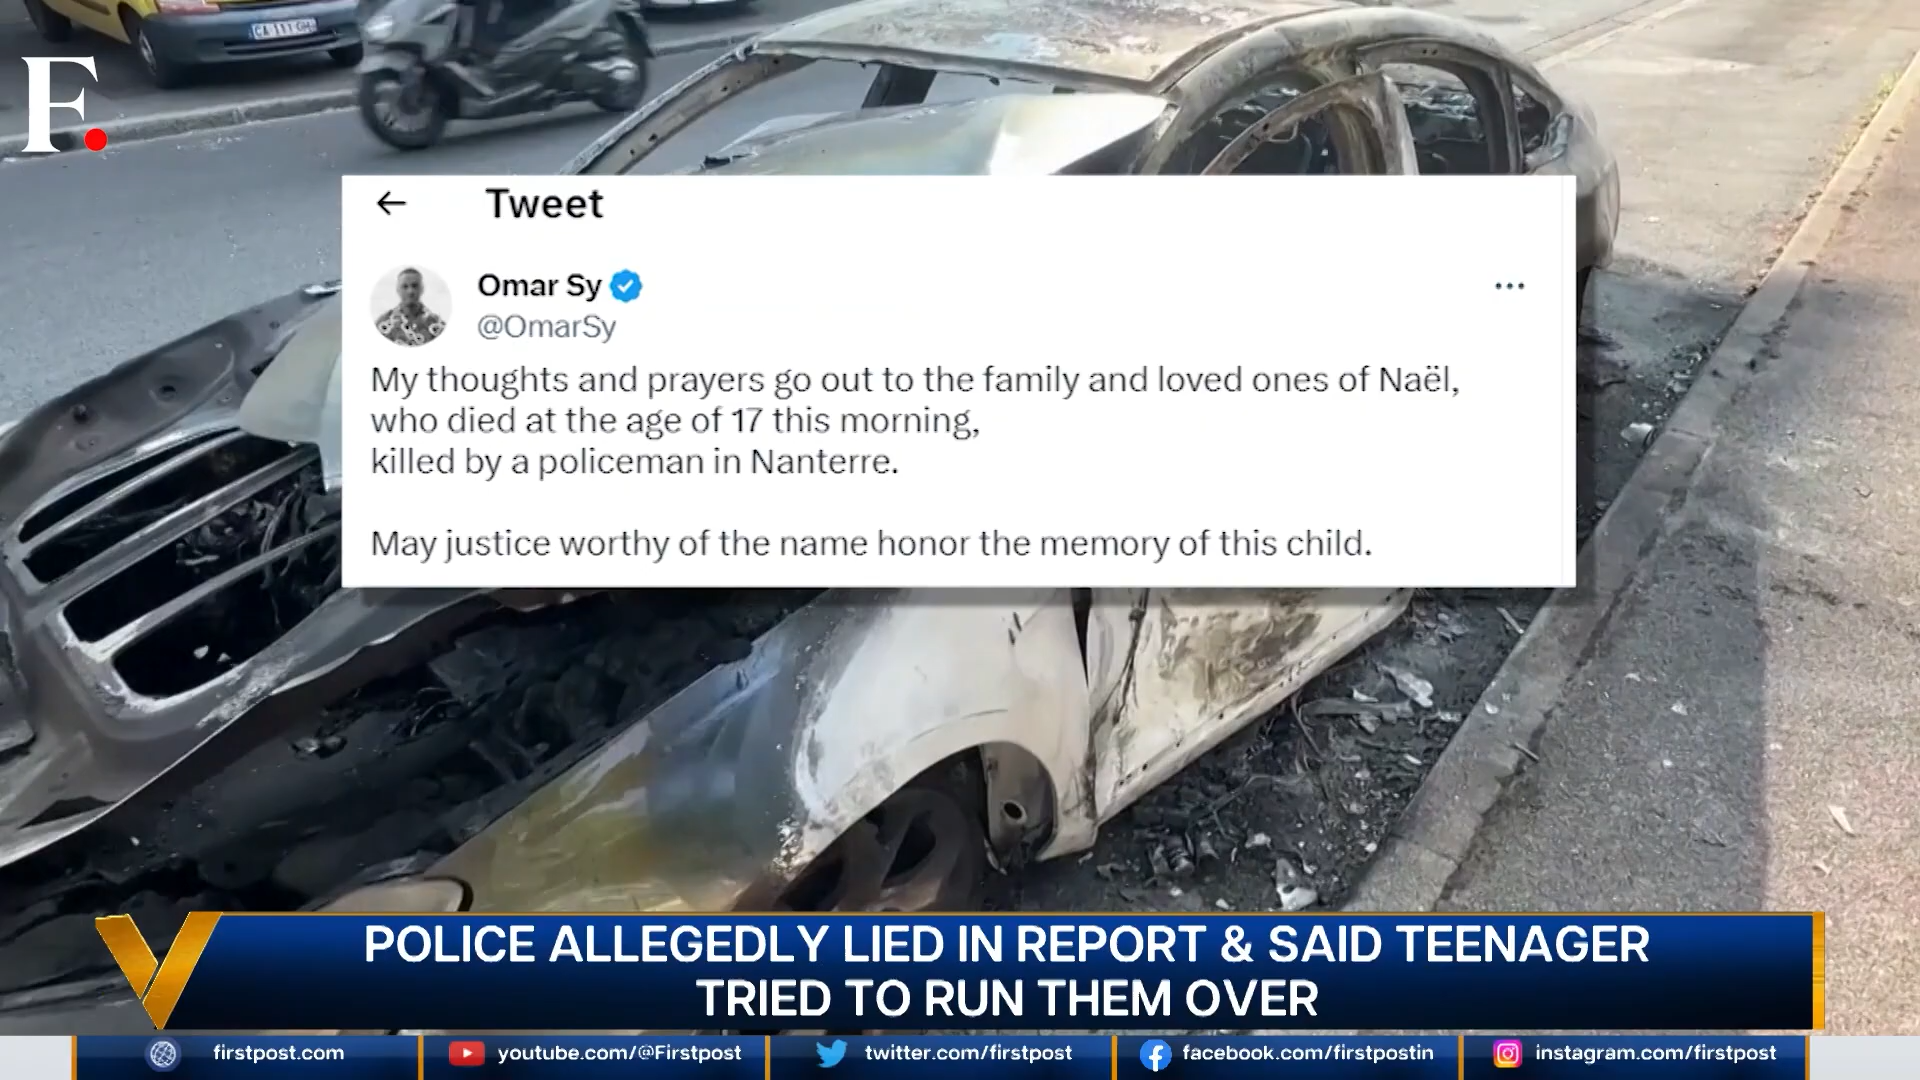 CA-111-GH
F.
Tweet
Omar Sy
@OmarSy
My thoughts and prayers go out to the family and loved ones of Naël,
who died at the age of 17 this morning,
killed by a policeman in Nanterre.
May justice worthy of the name honor the memory of this child.
POLICE ALLEGEDLY LIED IN REPORT & SAID TEENAGER
TRIED TO RUN THEM OVER
firstpost.com
youtube.com/@Firstpost
twitter.com/firstpost
facebook.com/firstpostin
instagram.com/firstpost